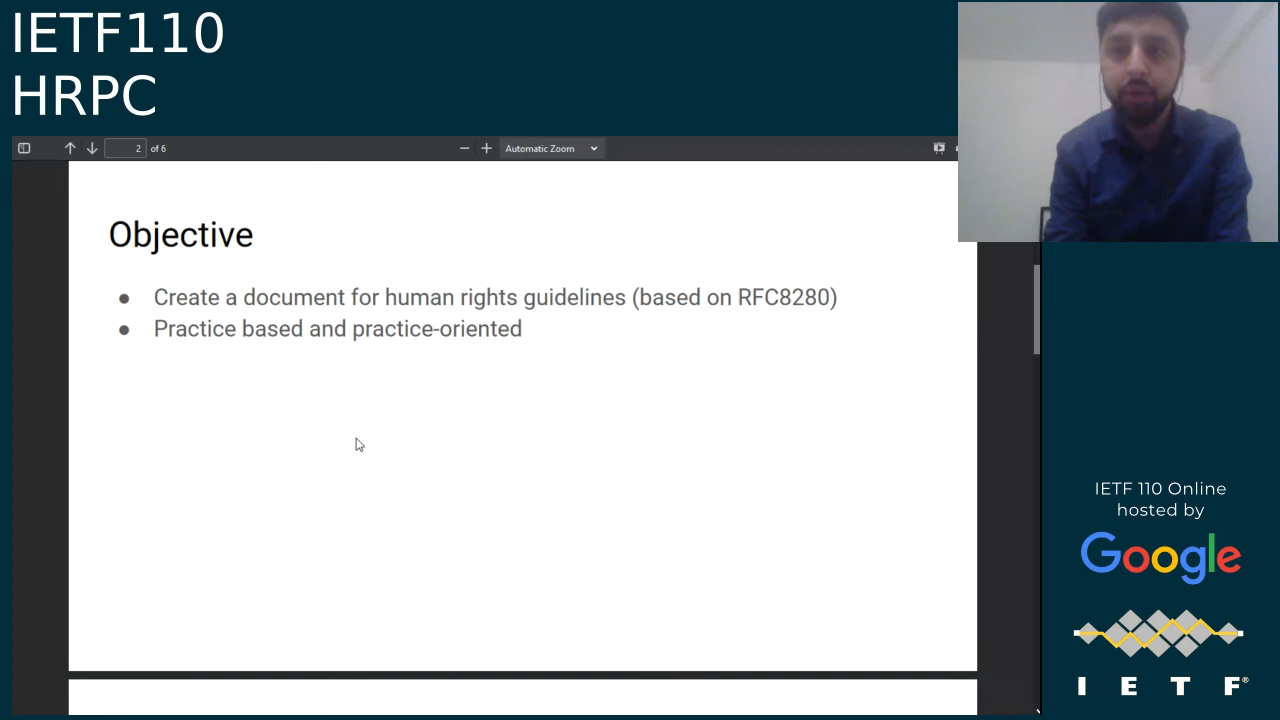 IETF110
HRPC
2 of 6
Automatic Zoom
Objective
● Create a document for human rights guidelines (based on RFC8280)
● Practice based and practice-oriented
IETF 110 Online
hosted by
Google
I E T F®